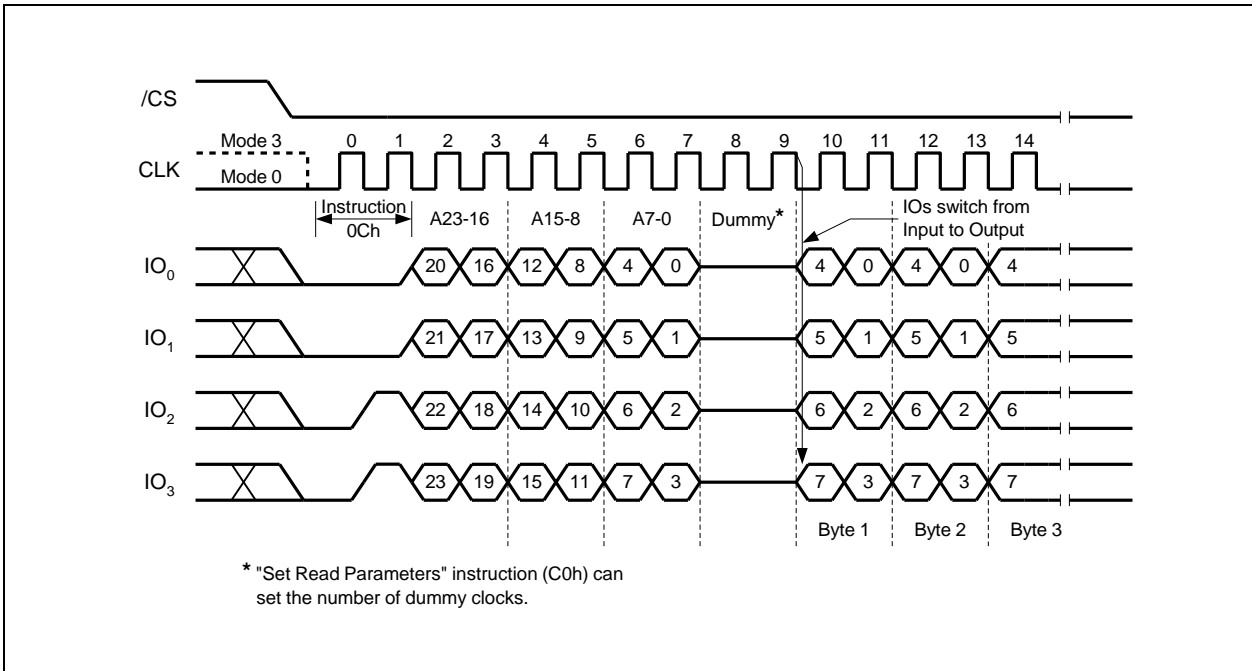 /CS
Mode 3
0 1 2 3 4 5 6 7 8 9 10 11 12 13 14
CLK
Mode 0
Instruction
0Ch
A23-16
A15-8
A7-0
Dummy*
IOs switch from
Input to Output
IO0
20 16 12 8 4 0 4 0 4 0 4
IO1
21 17 13 9 5 1 5 1 5 1 5
IO2
22 18 14 10 6 2 6 2 6 2 6
IO3
23 19 15 11 7 3 7 3 7 3 7
Byte 1
Byte 2
Byte 3
* "Set Read Parameters" instruction (C0h) can
set the number of dummy clocks.